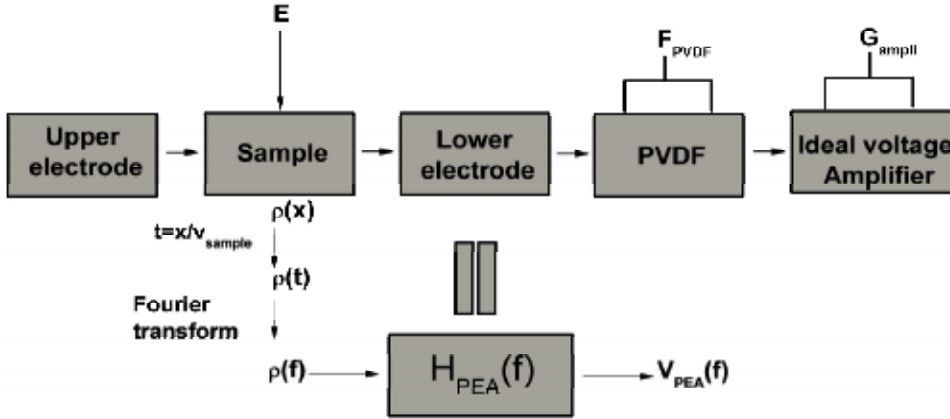 E
F PVDF
G ampli
Upper electrode
Sample
Lower electrode
PVDF
Ideal voltage Amplifier
ρ(x)
t=x/v sample
ρ(t)
Fourier transform
ρ(f)
H PEA (f)
V PEA (f)